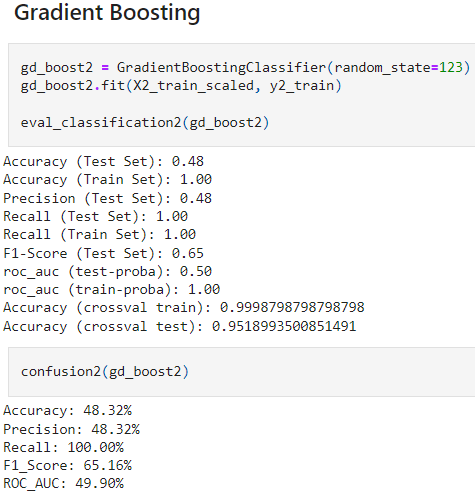 Gradient Boosting
gd_boost2 = GradientBoostingClassifier(random_state=123)
gd_boost2.fit(X2_train_scaled, y2_train)
eval_classification2(gd_boost2)
Accuracy (Test Set): 0.48
Accuracy (Train Set): 1.00
Precision (Test Set): 0.48
Recall (Test Set): 1.00
Recall (Train Set): 1.00
F1-Score (Test Set): 0.65
roc_auc (test-proba): 0.50
roc_auc (train-proba): 1.00
Accuracy (crossval train): 0.9998798798798798
Accuracy (crossval test): 0.9518993500851491
confusion2(gd_boost2)
Accuracy: 48.32%
Precision: 48.32%
Recall: 100.00%
F1_Score: 65.16%
ROC_AUC: 49.90%